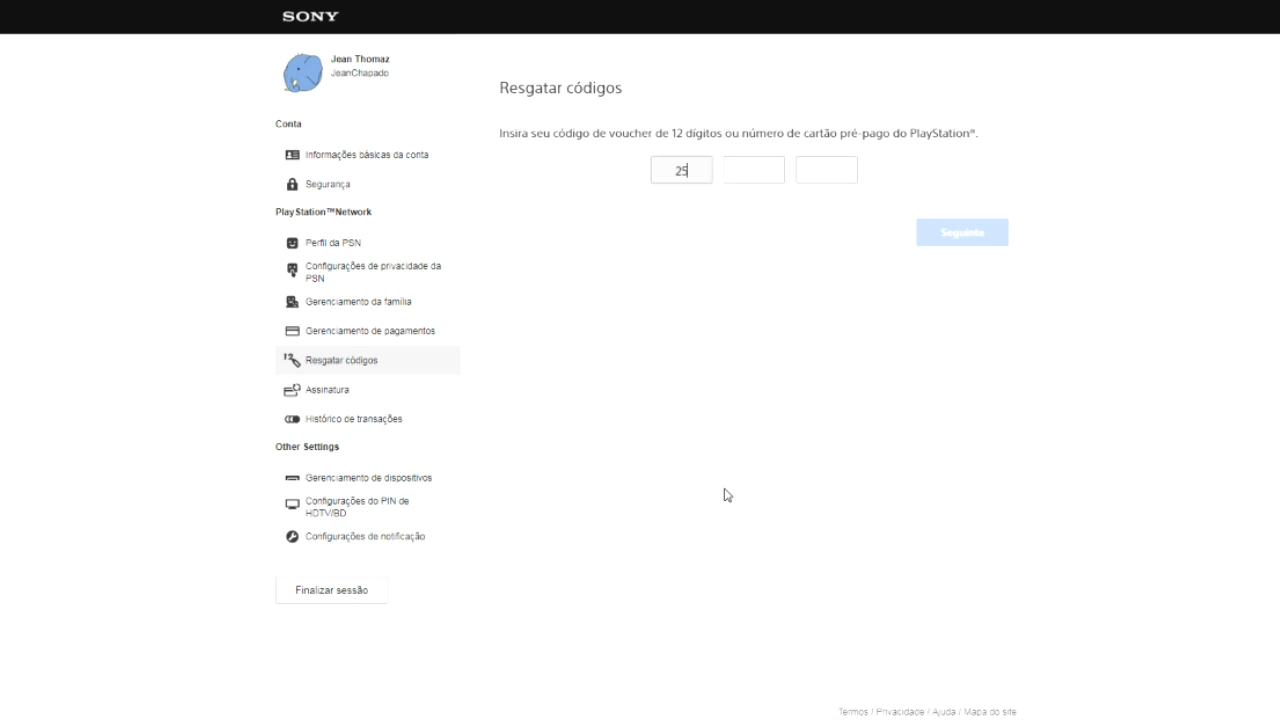 SONY
Jean Thomaz
JeanChapado
Conta
Informações básicas da conta
Segurança
PlayStation™Network
Perfil da PSN
Configurações de privacidade da
PSN
Gerenciamento da família
Gerenciamento de pagamentos
Resgatar códigos
Assinatura
Histórico de transações
Other Settings
Gerenciamento de dispositivos
Configurações do PIN de
HDTV/BD
Configurações de notificação
Finalizar sessão
Resgatar códigos
Insira seu código de voucher de 12 dígitos ou número de cartão pré-pago do PlayStation®.
25
Seguinte
Termos / Privacidade / Ajuda / Mapa do site